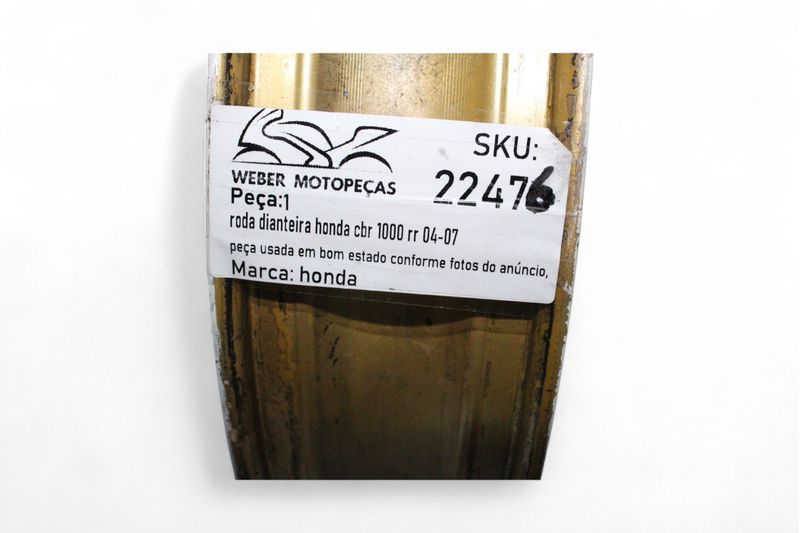 WEBER MOTOPEÇAS
SKU:
22476
Peça:1
roda dianteira honda cbr 1000 rr 04-07
peça usada em bom estado conforme fotos do anúncio,
Marca: honda